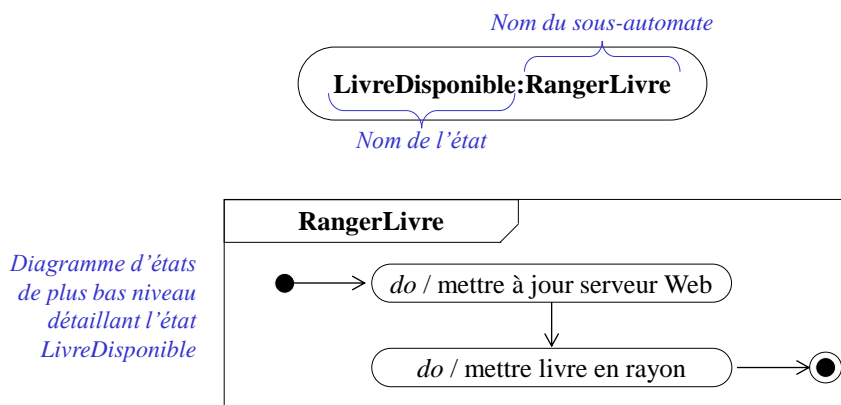 Nom du sous-automate
LivreDisponible:RangerLivre
Nom de l'état
RangerLivre
Diagramme d'états
de plus bas niveau
détaillant l'état
LivreDisponible
do / mettre à jour serveur Web
do / mettre livre en rayon